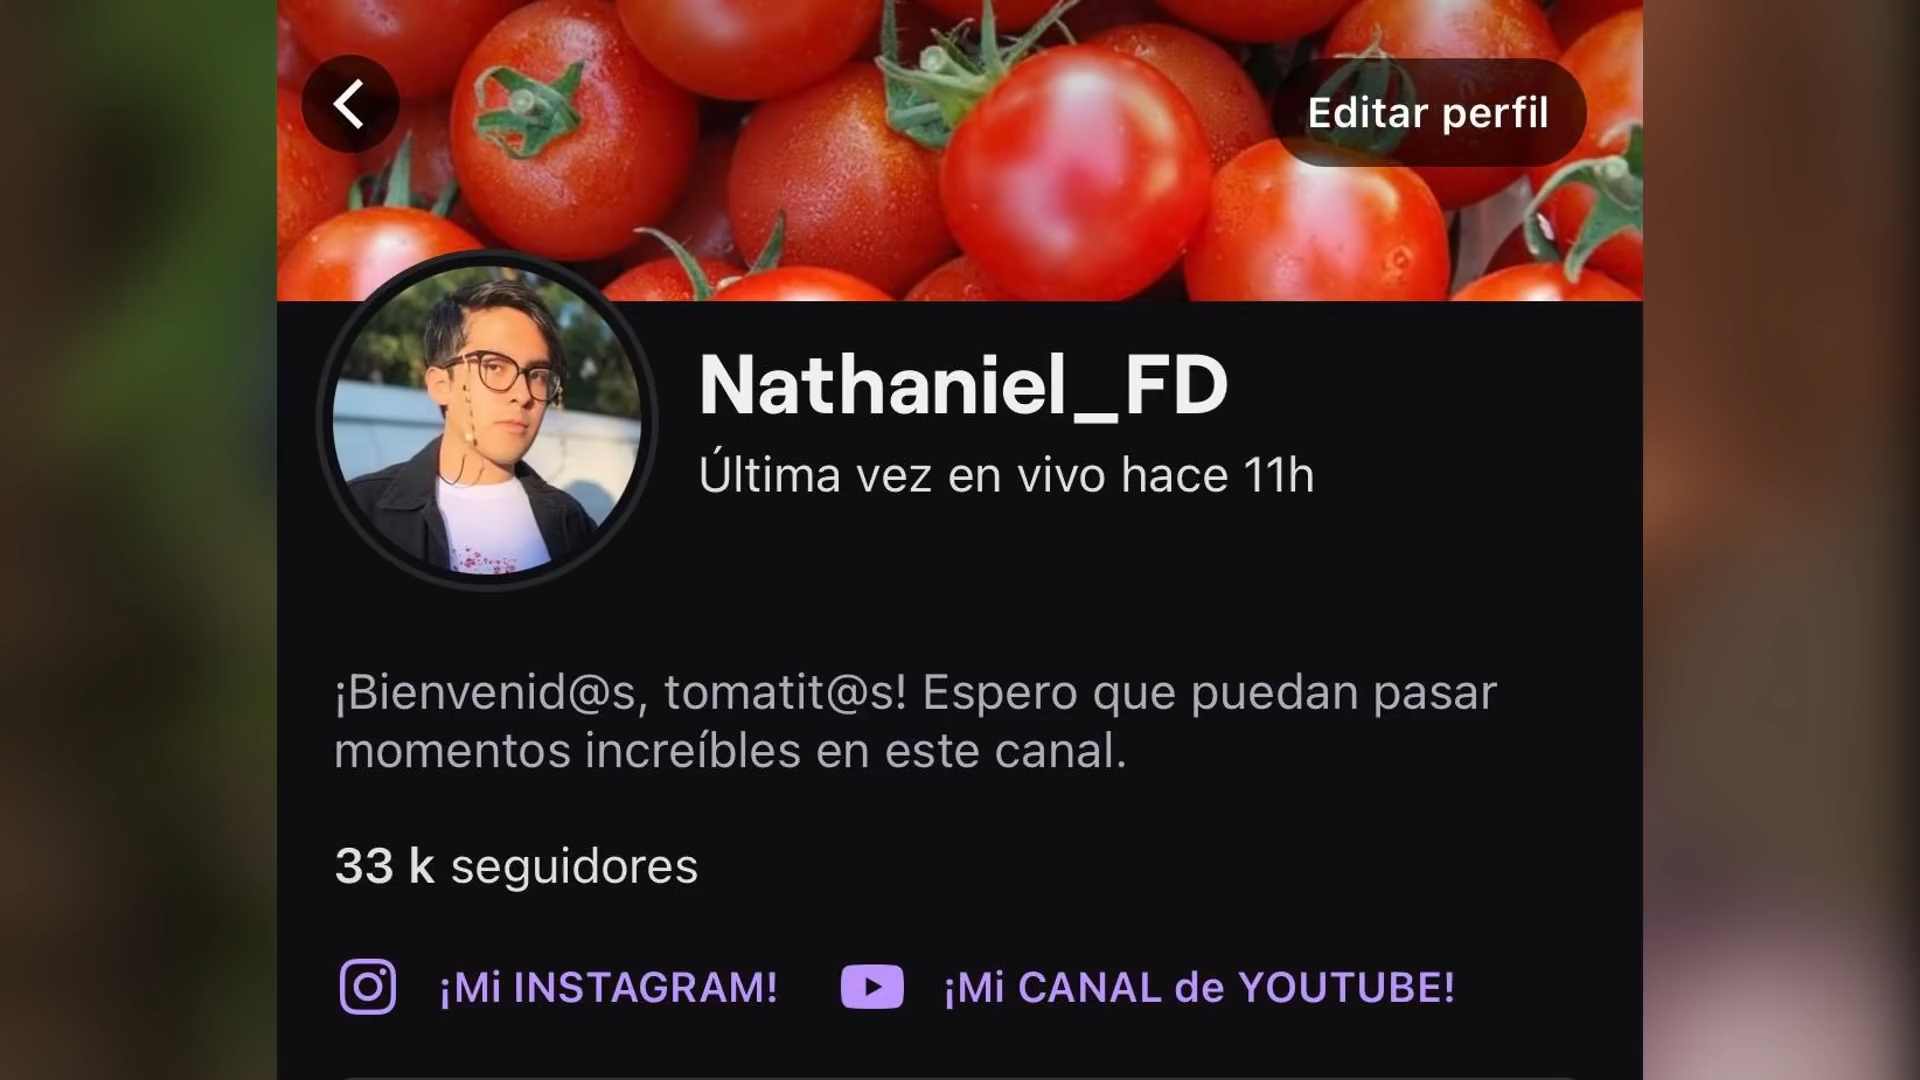 Editar perfil
Nathaniel_FD
Última vez en vivo hace 11h
¡Bienvenid@s, tomatit@s! Espero que puedan pasar
momentos increíbles en este canal.
33 k seguidores
¡Mi INSTAGRAM! ¡Mi CANAL de YOUTUBE!